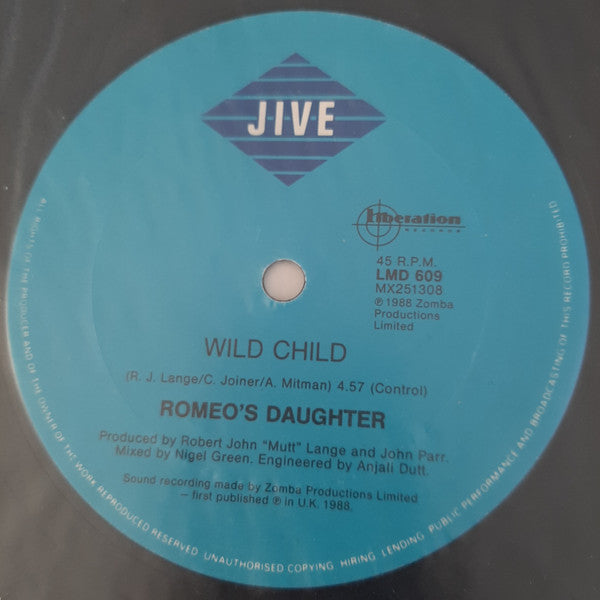 JIVE
Liberation
RECORDS
45 R.P.M.
LMD 609
MX251308
℗ 1988 Zomba
Productions
Limited
WILD CHILD
(R. J. Lange/C. Joiner/A. Mitman) 4.57 (Control)
ROMEO'S DAUGHTER
Produced by Robert John "Mutt" Lange and John Parr.
Mixed by Nigel Green. Engineered by Anjali Dutt.
Sound recording made by Zomba Productions Limited
– first published ℗ in U.K. 1988.
ALL RIGHTS OF THE PRODUCER AND OF THE OWNER OF THE WORK REPRODUCED RESERVED UNAUTHORISED COPYING HIRING LENDING PUBLIC PERFORMANCE AND BROADCASTING OF THIS RECORD PROHIBITED